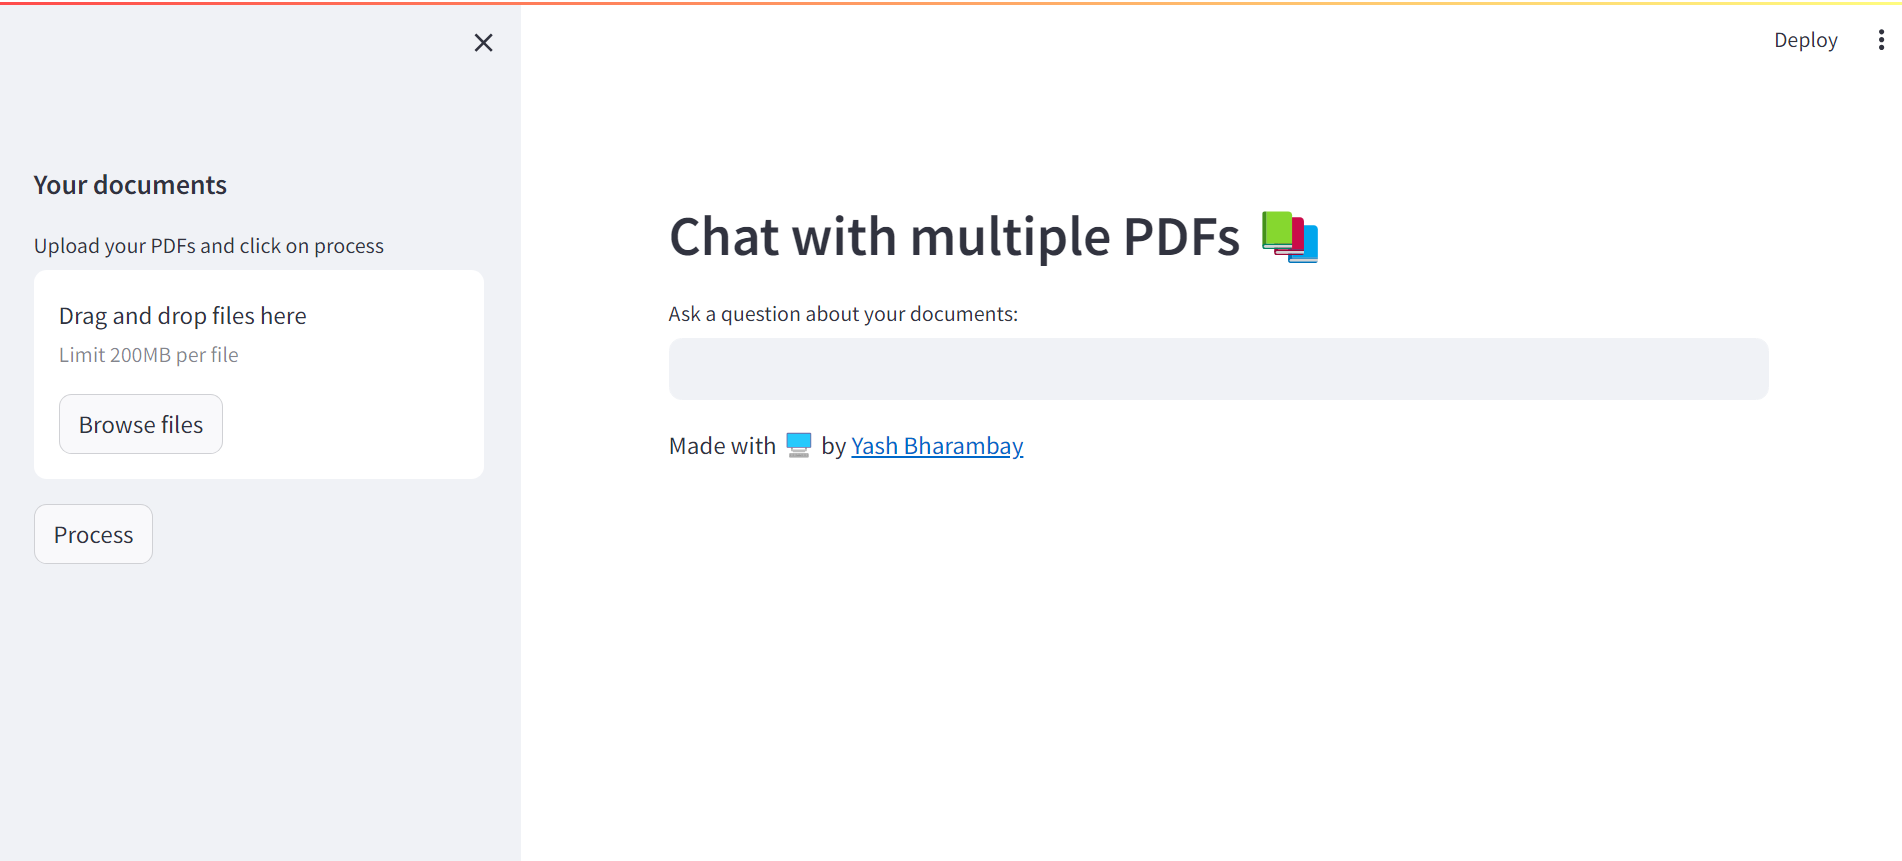 Deploy
Your documents
Upload your PDFs and click on process
Drag and drop files here
Limit 200MB per file
Browse files
Process
Chat with multiple PDFs
Ask a question about your documents:
Made with 🖥️ by Yash Bharambay